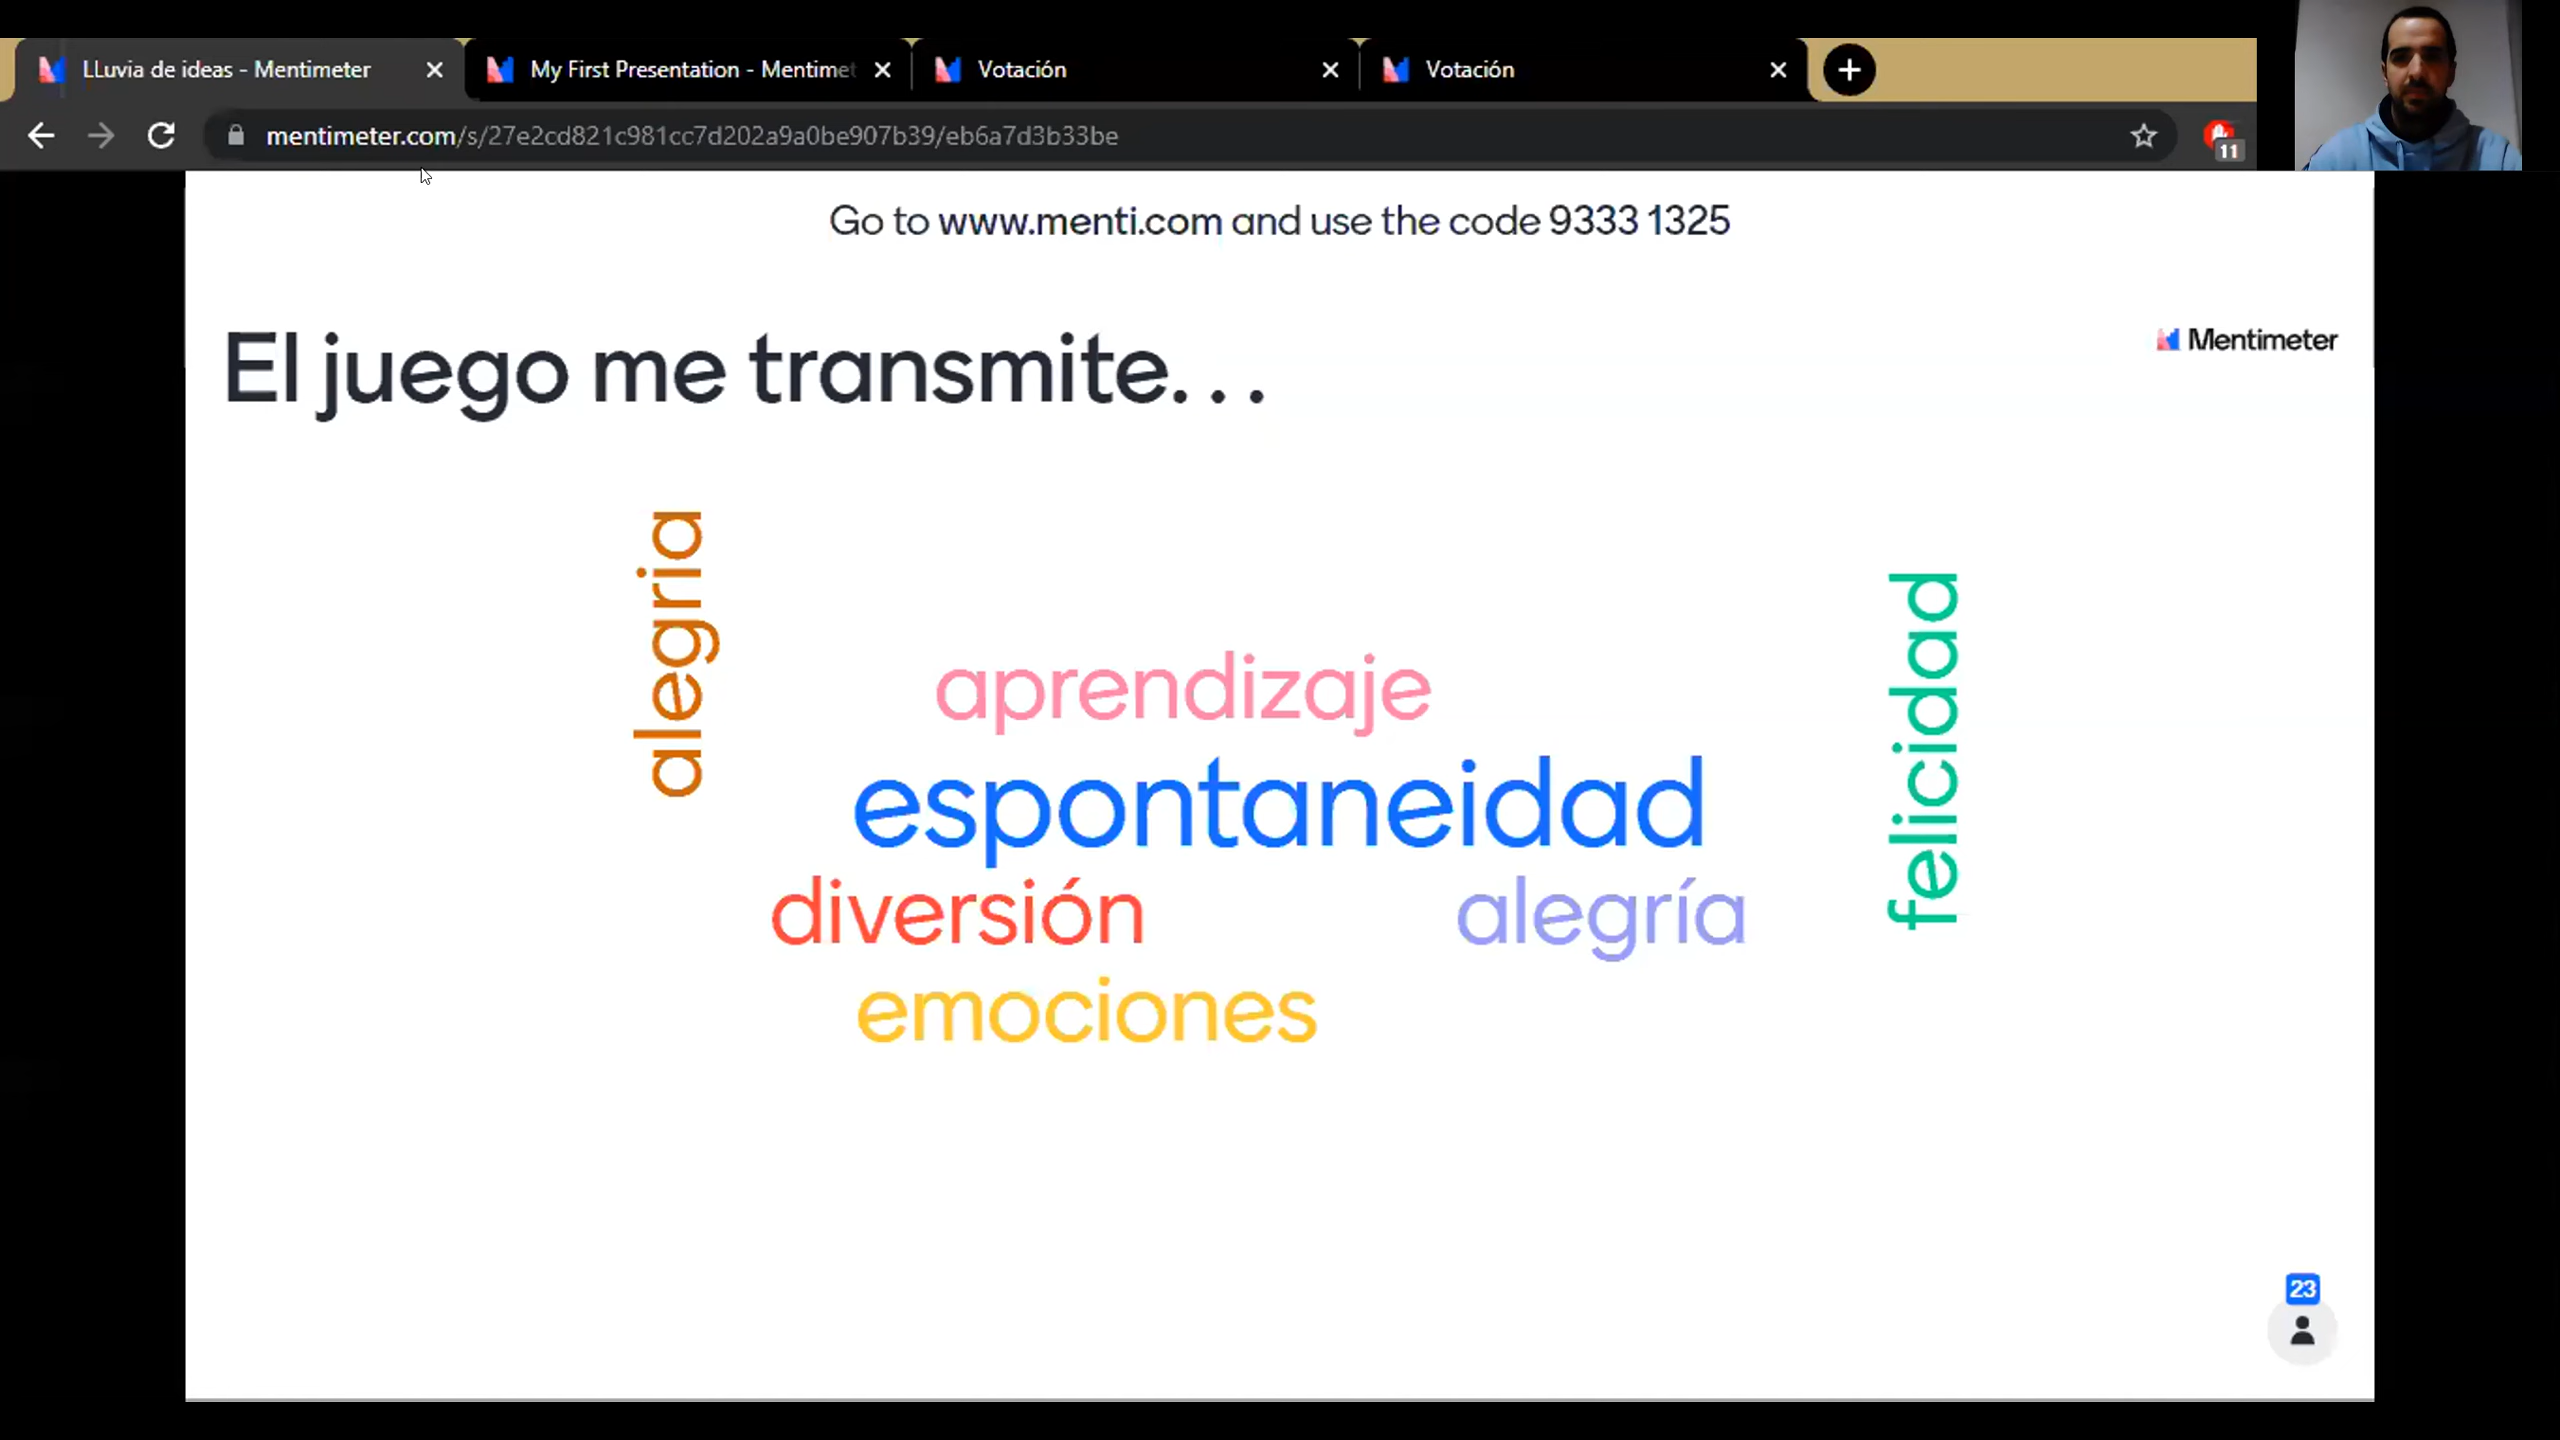 LLuvia de ideas - Mentimeter
My First Presentation - Mentimet
Votación
Votación
mentimeter.com/s/27e2cd821c981cc7d202a9a0be907b39/eb6a7d3b33be
11
Go to www.menti.com and use the code 9333 1325
El juego me transmite...
Mentimeter
alegria
aprendizaje
felicidad
espontaneidad
diversión
alegría
emociones
23